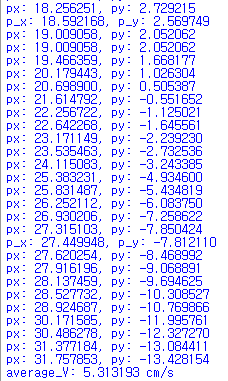 px: 18.256251, py: 2.729215
p_x: 18.592168, p_y: 2.569749
px: 19.009058, py: 2.052062
px: 19.009058, py: 2.052062
px: 19.466359, py: 1.668177
px: 20.179443, py: 1.026304
px: 20.698900, py: 0.505387
px: 21.614791, py: -0.551652
px: 22.256722, py: -1.125021
px: 22.642268, py: -1.645561
px: 23.171149, py: -2.239230
px: 23.535463, py: -2.732536
px: 24.115083, py: -3.243385
px: 25.383231, py: -4.934600
px: 25.831487, py: -5.434819
px: 26.252112, py: -6.083750
px: 26.930206, py: -7.258622
px: 27.315103, py: -7.850424
p_x: 27.449948, p_y: -7.812110
px: 27.620254, py: -8.468992
px: 27.916196, py: -9.068891
px: 28.137459, py: -9.694625
px: 28.527732, py: -10.308527
px: 28.924687, py: -10.769866
px: 30.171585, py: -11.995761
px: 30.486278, py: -12.327270
px: 31.377184, py: -13.084411
px: 31.757853, py: -13.428154
average_V: 5.313193 cm/s